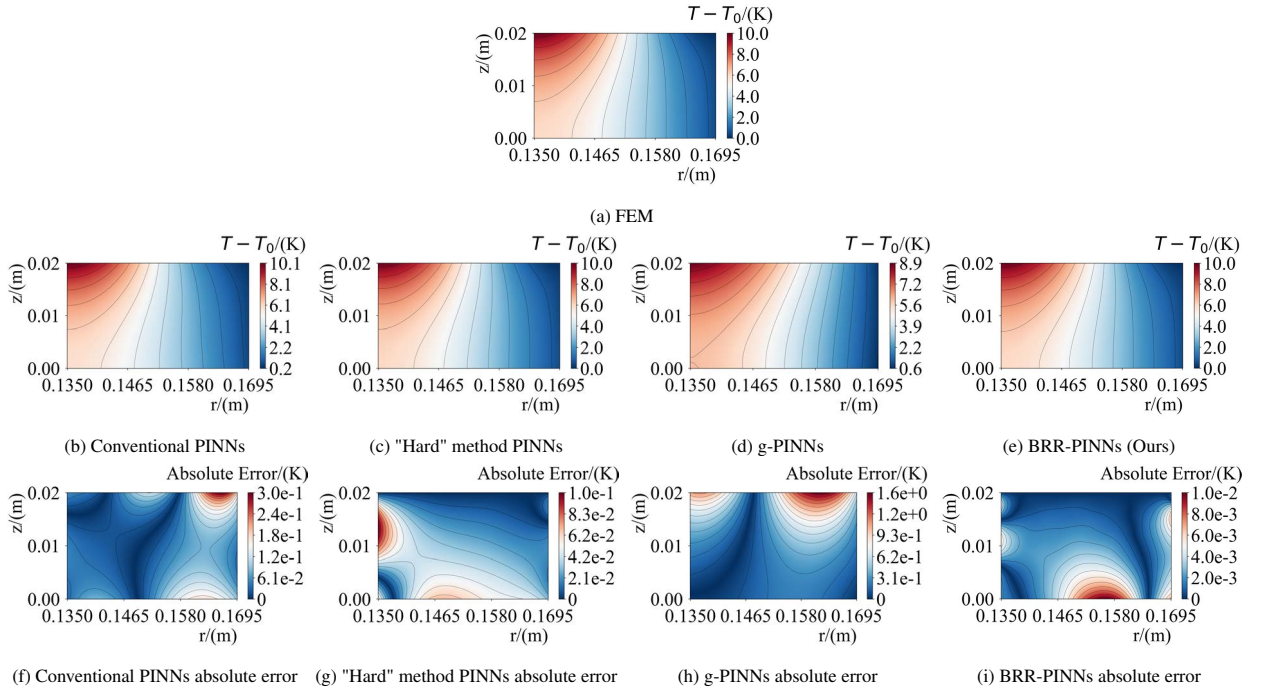 T − T₀/(K)
0.02
0.01
0.00
z/(m)
10.0
8.0
6.0
4.0
2.0
0.0
0.1350 0.1465 0.1580 0.1695
r/(m)
(a) FEM
T − T₀/(K)
0.02
0.01
0.00
z/(m)
10.1
8.1
6.1
4.1
2.2
0.2
0.1350 0.1465 0.1580 0.1695
r/(m)
(b) Conventional PINNs
T − T₀/(K)
0.02
0.01
0.00
z/(m)
10.0
8.0
6.0
4.0
2.0
0.0
0.1350 0.1465 0.1580 0.1695
r/(m)
(c) "Hard" method PINNs
T − T₀/(K)
0.02
0.01
0.00
z/(m)
8.9
7.2
5.6
3.9
2.2
0.6
0.1350 0.1465 0.1580 0.1695
r/(m)
(d) g-PINNs
T − T₀/(K)
0.02
0.01
0.00
z/(m)
10.0
8.0
6.0
4.0
2.0
0.0
0.1350 0.1465 0.1580 0.1695
r/(m)
(e) BRR-PINNs (Ours)
Absolute Error/(K)
0.02
0.01
0.00
z/(m)
3.0e-1
2.4e-1
1.8e-1
1.2e-1
6.1e-2
0
0.1350 0.1465 0.1580 0.1695
r/(m)
(f) Conventional PINNs absolute error
Absolute Error/(K)
0.02
0.01
0.00
z/(m)
1.0e-1
8.3e-2
6.2e-2
4.2e-2
2.1e-2
0
0.1350 0.1465 0.1580 0.1695
r/(m)
(g) "Hard" method PINNs absolute error
Absolute Error/(K)
0.02
0.01
0.00
z/(m)
1.6e+0
1.2e+0
9.3e-1
6.2e-1
3.1e-1
0
0.1350 0.1465 0.1580 0.1695
r/(m)
(h) g-PINNs absolute error
Absolute Error/(K)
0.02
0.01
0.00
z/(m)
1.0e-2
8.0e-3
6.0e-3
4.0e-3
2.0e-3
0
0.1350 0.1465 0.1580 0.1695
r/(m)
(i) BRR-PINNs absolute error